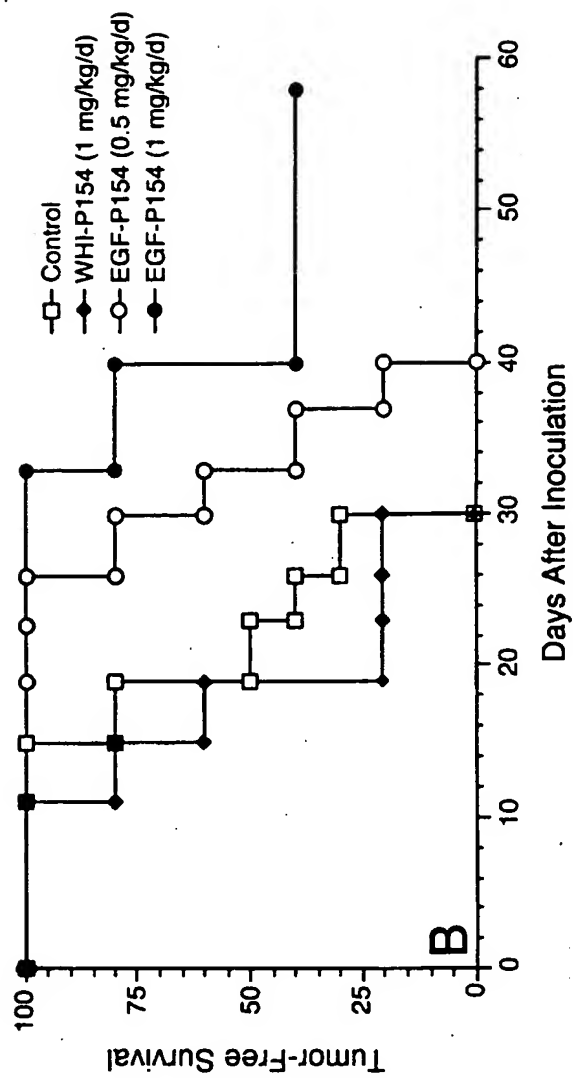 Control
WHI-P154 (1 mg/kg/d)
EGF-P154 (0.5 mg/kg/d)
EGF-P154 (1 mg/kg/d)
Tumor-Free Survival
100
75
50
25
0
B
0 10 20 30 40 50 60
Days After Inoculation